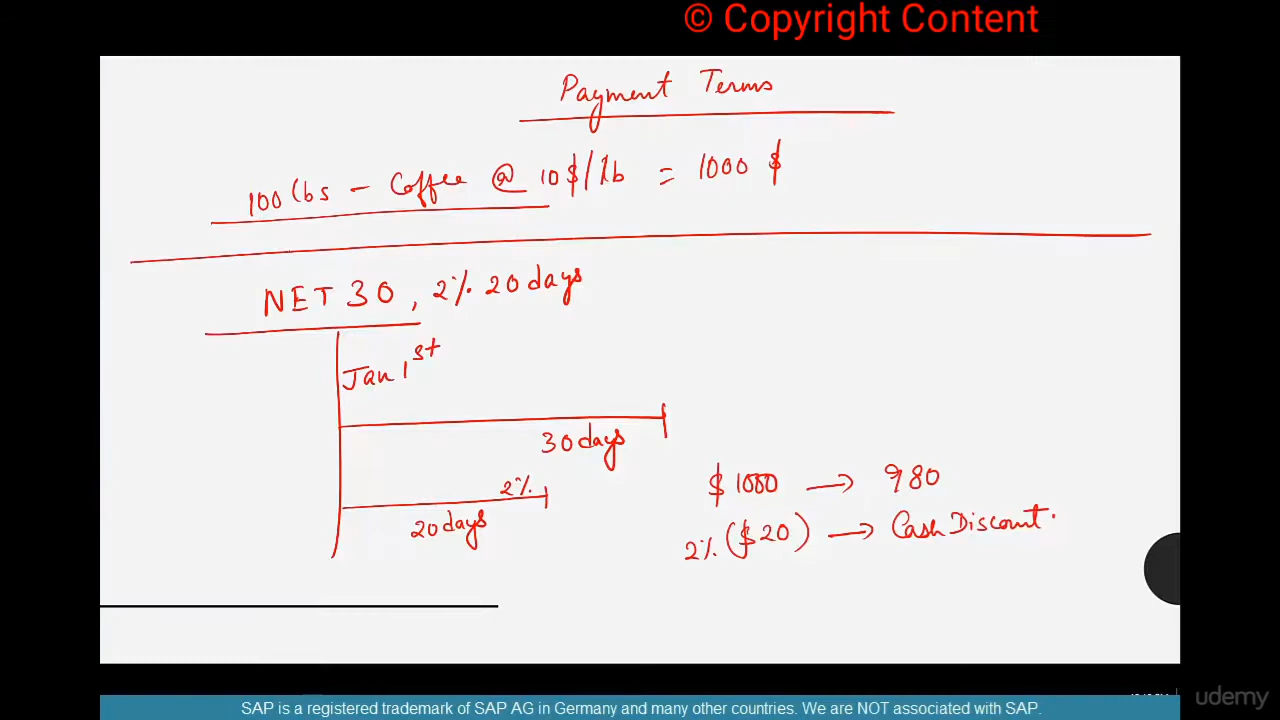 © Copyright Content
Payment Terms
100 lbs - Coffee @ 10$/lb = 1000 $
NET 30, 2% 20 days
Jan 1st
30 days
2%
20 days
$ 1000 → 980
2% ($20) → Cash Discount.
udemy
SAP is a registered trademark of SAP AG in Germany and many other countries. We are NOT associated with SAP.